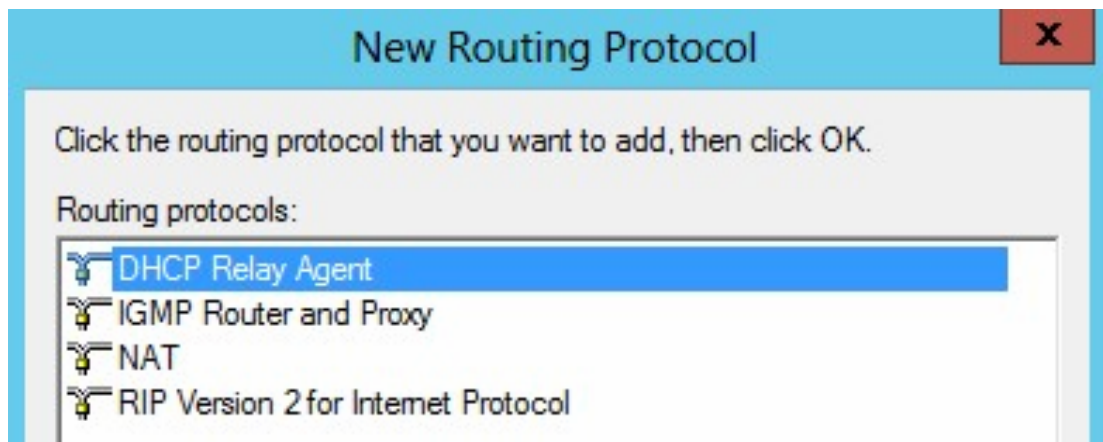 New Routing Protocol
x
Click the routing protocol that you want to add, then click OK.
Routing protocols:
DHCP Relay Agent
IGMP Router and Proxy
NAT
RIP Version 2 for Internet Protocol